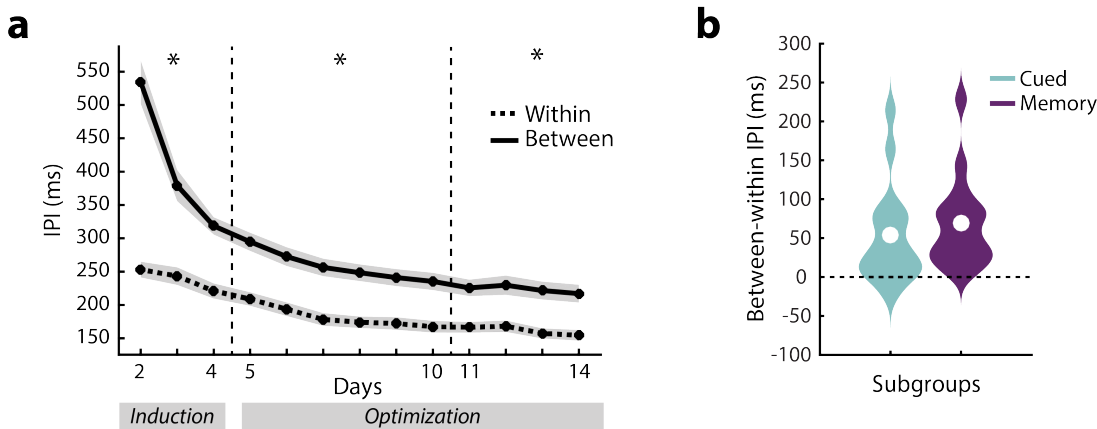 a
*
*
*
550
500
450
400
350
300
250
200
150
IPI (ms)
Within
Between
2
4
5
10
11
14
Days
Induction
Optimization
b
300
250
200
150
100
50
0
-50
-100
Between-within IPI (ms)
Cued
Memory
Subgroups